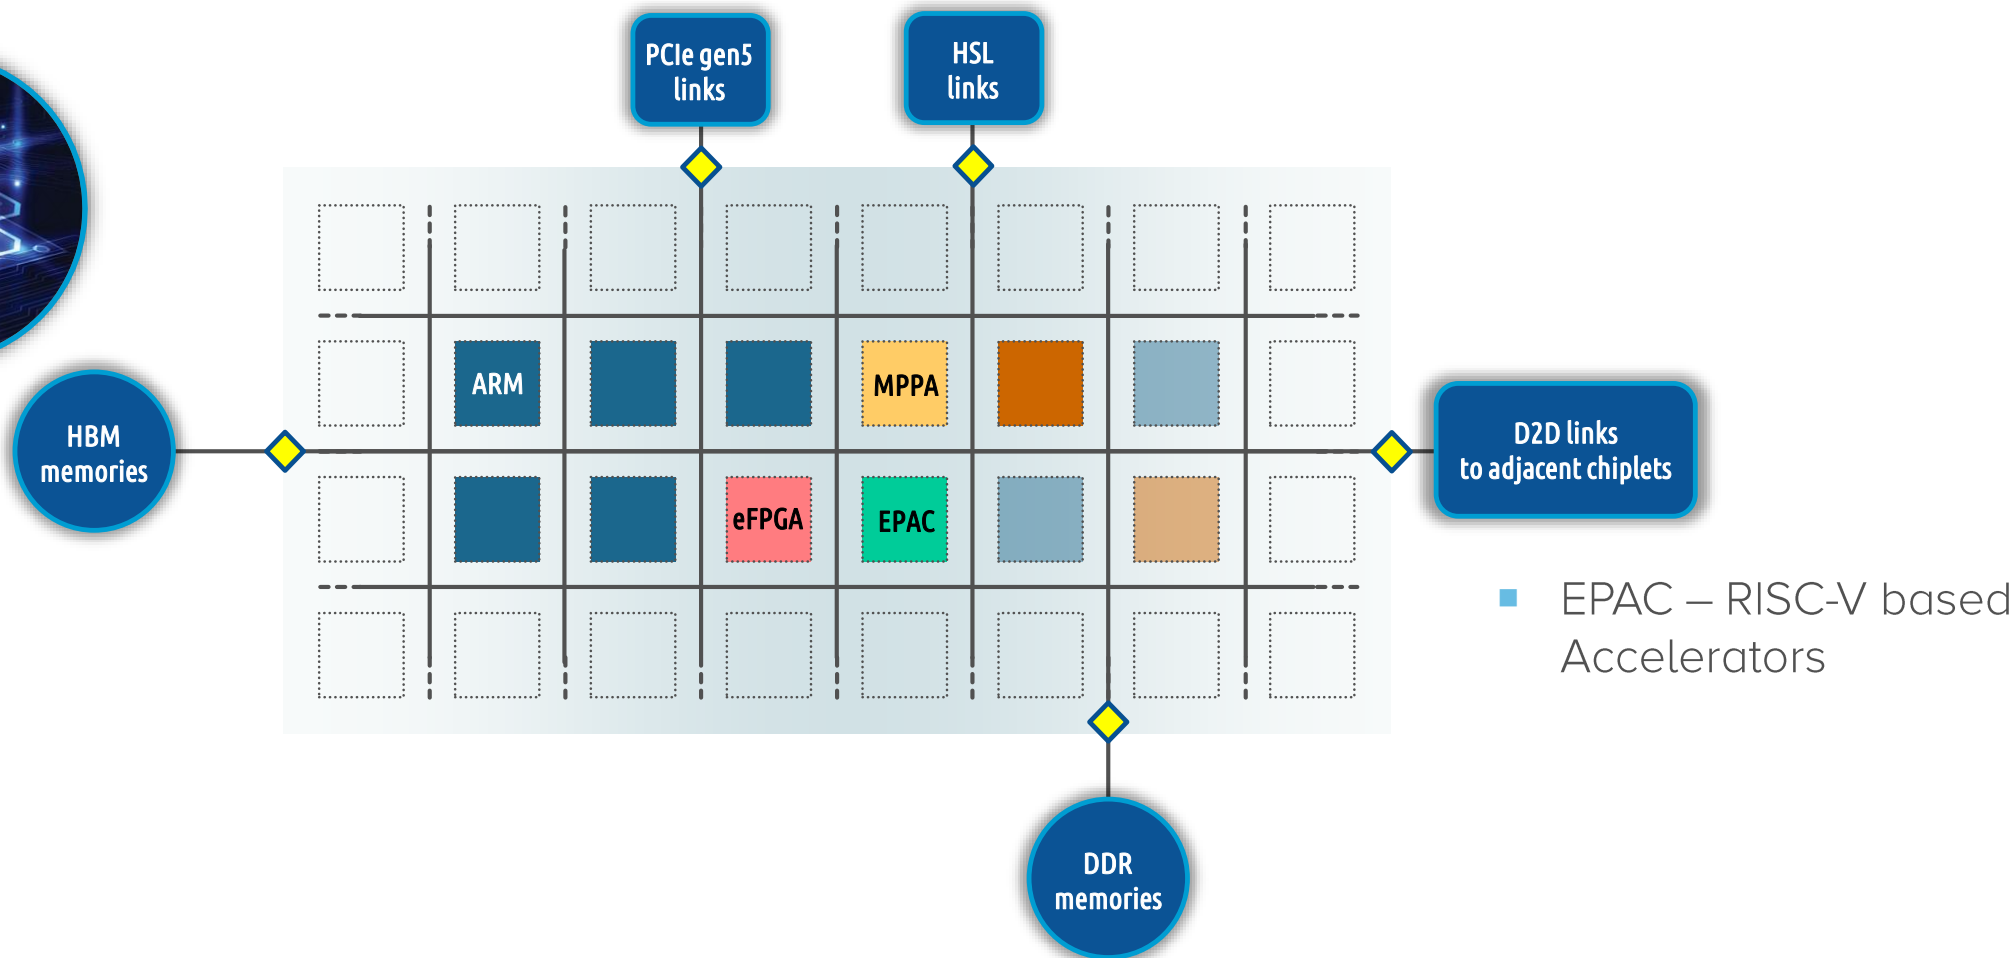 PCIe gen5
links
HSL
links
ARM
MPPA
HBM
memories
D2D links
to adjacent chiplets
eFPGA
EPAC
EPAC – RISC-V based
Accelerators
DDR
memories